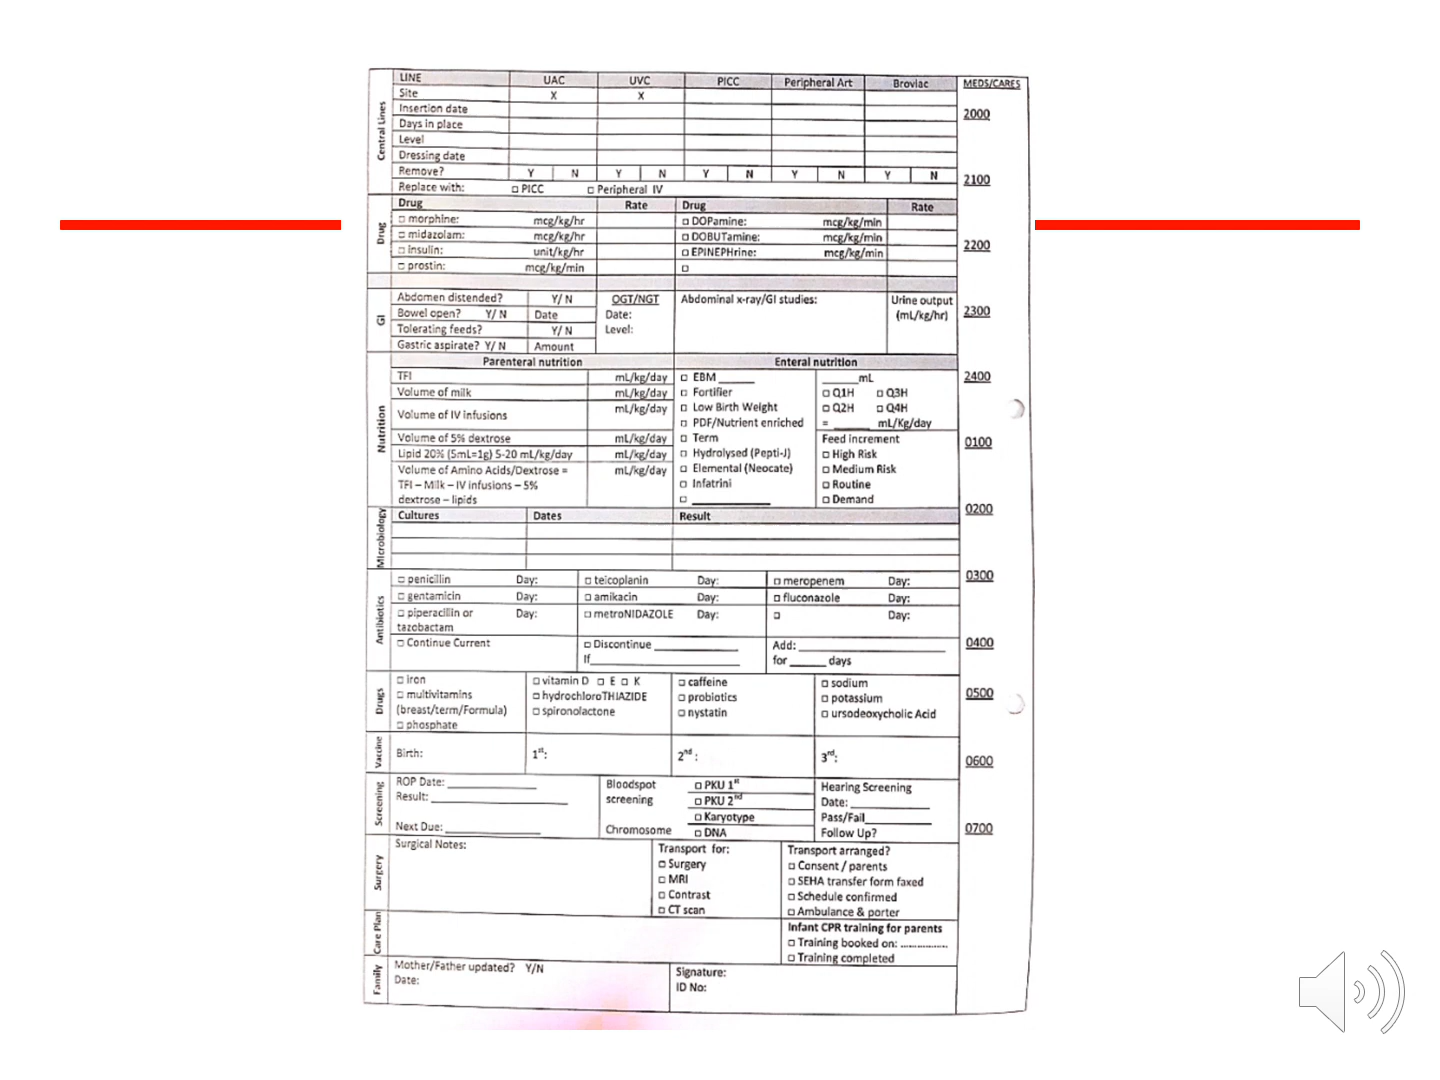 LINE UAC UVC PICC Peripheral Art Broviac MEDS/CARES
Central Lines
Site X X
Insertion date
2000
Days in place
Level
Dressing date
Remove? Y N Y N Y N Y N Y N
2100
Replace with: □ PICC □ Peripheral IV
Drug
Drug Rate Drug Rate
□ morphine: mcg/kg/hr □ DOPamine: mcg/kg/min
□ midazolam: mcg/kg/hr □ DOBUTamine: mcg/kg/min
2200
□ insulin: unit/kg/hr □ EPINEPHrine: mcg/kg/min
□ prostin: mcg/kg/min □
GI
Abdomen distended? Y/ N OGT/NGT Abdominal x-ray/GI studies: Urine output
Bowel open? Y/ N Date Date: (mL/kg/hr)
2300
Tolerating feeds? Y/ N Level:
Gastric aspirate? Y/ N Amount
Nutrition
Parenteral nutrition Enteral nutrition
TFI mL/kg/day □ EBM ______ ______mL
2400
Volume of milk mL/kg/day □ Fortifier □ Q1H □ Q3H
Volume of IV infusions mL/kg/day □ Low Birth Weight □ Q2H □ Q4H
□ PDF/Nutrient enriched = ______ mL/Kg/day
Volume of 5% dextrose mL/kg/day □ Term Feed increment
0100
Lipid 20% (5mL=1g) 5-20 mL/kg/day □ Hydrolysed (Pepti-J) □ High Risk
Volume of Amino Acids/Dextrose = mL/kg/day □ Elemental (Neocate) □ Medium Risk
TFI – Milk – IV infusions – 5% □ Infatrini □ Routine
dextrose – lipids □ ____________ □ Demand
0200
Microbiology
Cultures Dates Result
Antibiotics
□ penicillin Day: □ teicoplanin Day: □ meropenem Day:
0300
□ gentamicin Day: □ amikacin Day: □ fluconazole Day:
□ piperacillin or Day: □ metroNIDAZOLE Day: □ Day:
tazobactam
□ Continue Current □ Discontinue ____________ Add: ____________
0400
If____________ for ______ days
Drugs
□ iron □ vitamin D □ E □ K □ caffeine □ sodium
□ multivitamins □ hydrochloroTHIAZIDE □ probiotics □ potassium
0500
(breast/term/Formula) □ spironolactone □ nystatin □ ursodeoxycholic Acid
□ phosphate
Vaccine
Birth: 1st: 2nd : 3rd:
0600
Screening
ROP Date: ____________ Bloodspot □ PKU 1st Hearing Screening
Result: ____________ screening □ PKU 2nd Date: ____________
□ Karyotype Pass/Fail____________
Next Due: ____________ Chromosome □ DNA Follow Up?
0700
Surgery
Surgical Notes: Transport for: Transport arranged?
□ Surgery □ Consent / parents
□ MRI □ SEHA transfer form faxed
□ Contrast □ Schedule confirmed
□ CT scan □ Ambulance & porter
Care Plan
Infant CPR training for parents
□ Training booked on: ................
□ Training completed
Family
Mother/Father updated? Y/N Signature:
Date: ID No: